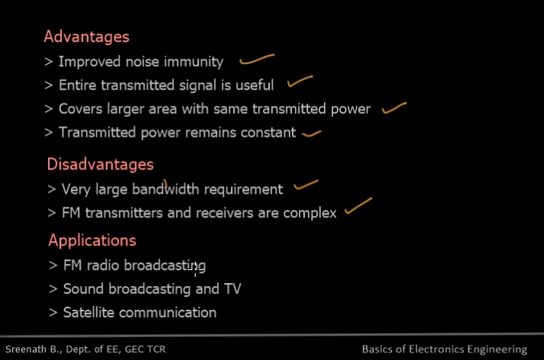 Advantages
> Improved noise immunity
> Entire transmitted signal is useful
> Covers larger area with same transmitted power
> Transmitted power remains constant
Disadvantages
> Very large bandwidth requirement
> FM transmitters and receivers are complex
Applications
> FM radio broadcasting
> Sound broadcasting and TV
> Satellite communication
Sreenath B., Dept. of EE, GEC TCR
Basics of Electronics Engineering